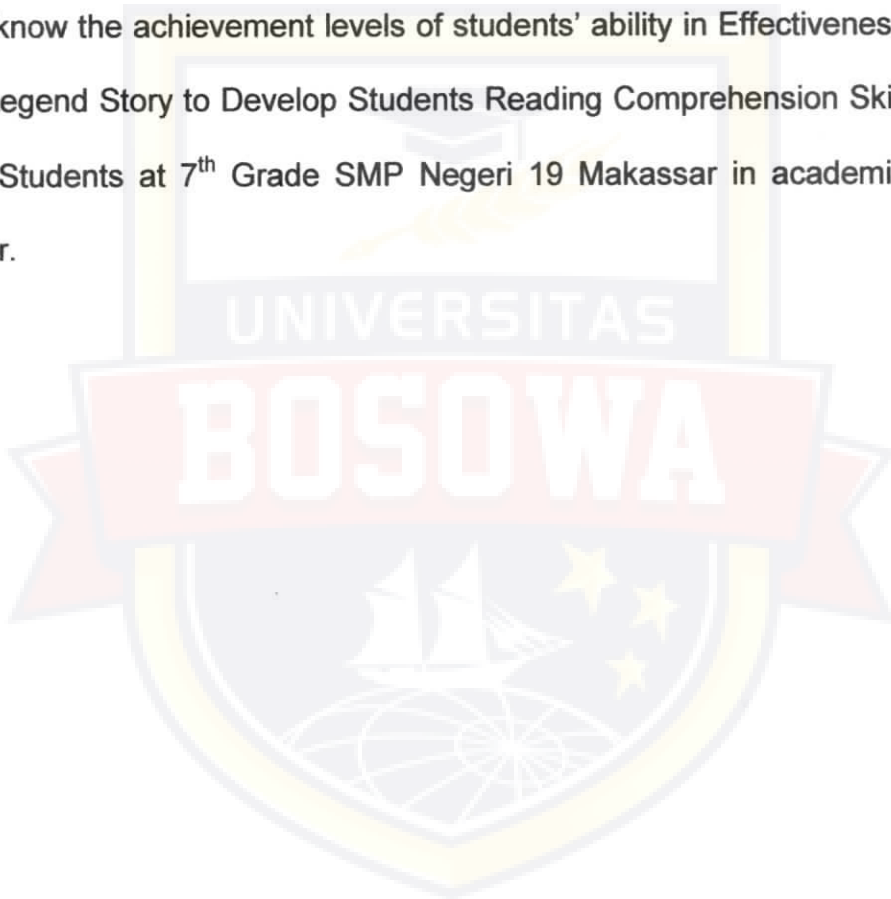 know the achievement levels of students' ability in Effectivenes
egend Story to Develop Students Reading Comprehension Ski
Students at 7th Grade SMP Negeri 19 Makassar in academi
r.
UNIVERSITAS
BOSOWA